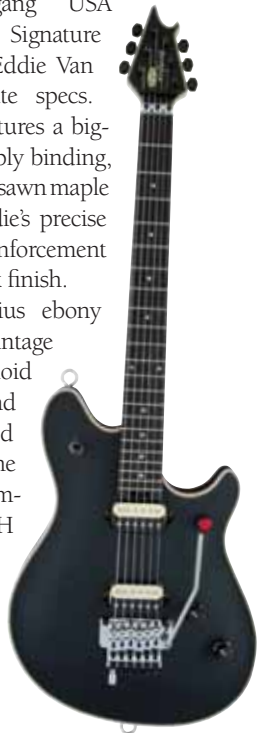 gang USA
Signature
Eddie Van
te specs.
tures a big-
ply binding,
sawn maple
lie's precise
nforcement
finish.
ius ebony
ntage
oid
nd
d
ne
m-
H